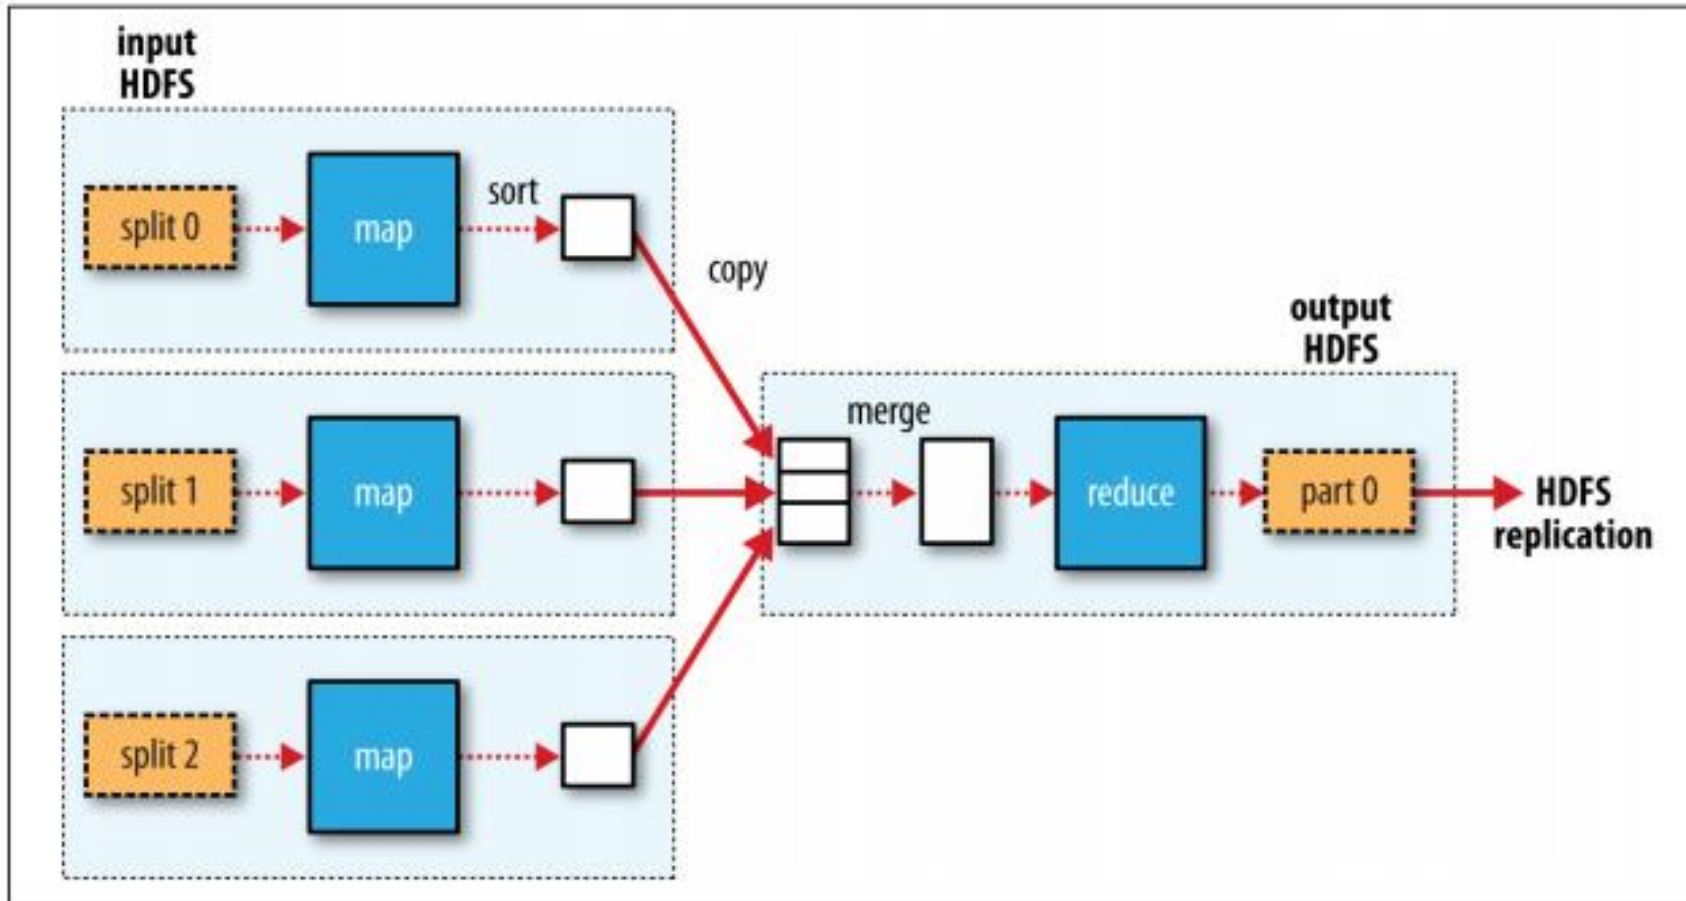 input
HDFS
split 0
map
sort
copy
split 1
map
split 2
map
merge
reduce
output
HDFS
part 0
HDFS
replication